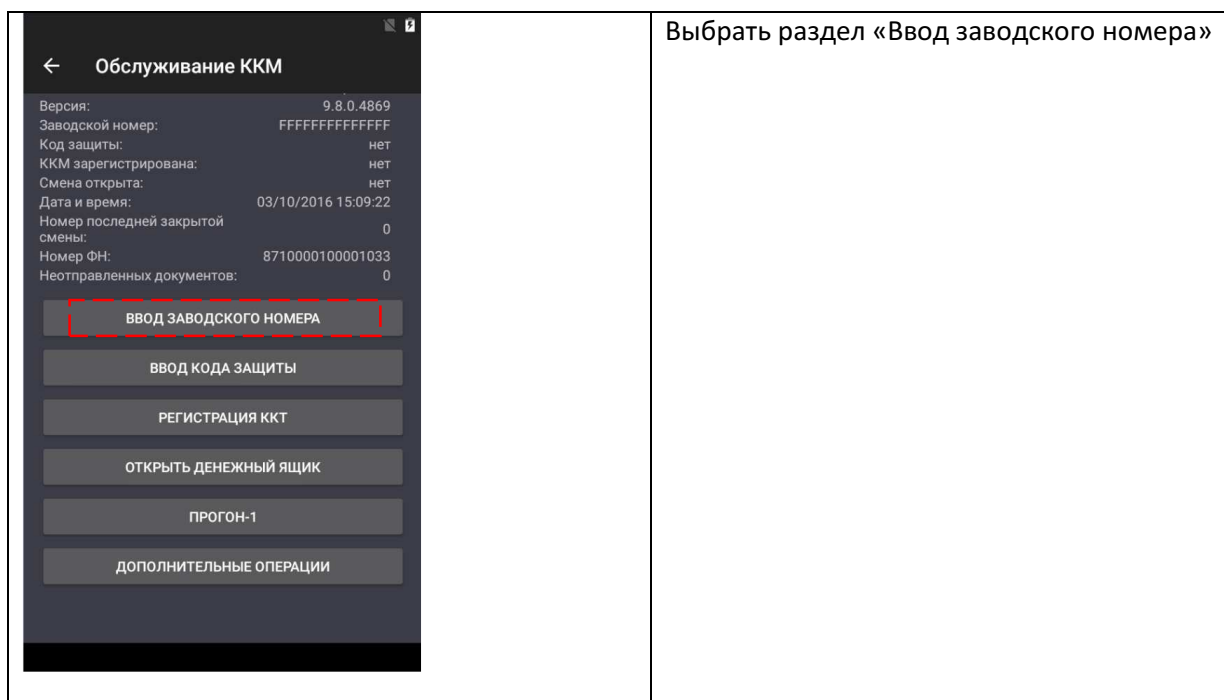 Обслуживание ККМ
Версия: 9.8.0.4869
Заводской номер: FFFFFFFFFFFFFF
Код защиты: нет
ККМ зарегистрирована: нет
Смена открыта: нет
Дата и время: 03/10/2016 15:09:22
Номер последней закрытой
смены: 0
Номер ФН: 8710000100001033
Неотправленных документов: 0
ВВОД ЗАВОДСКОГО НОМЕРА
ВВОД КОДА ЗАЩИТЫ
РЕГИСТРАЦИЯ ККТ
ОТКРЫТЬ ДЕНЕЖНЫЙ ЯЩИК
ПРОГОН-1
ДОПОЛНИТЕЛЬНЫЕ ОПЕРАЦИИ
Выбрать раздел «Ввод заводского номера»